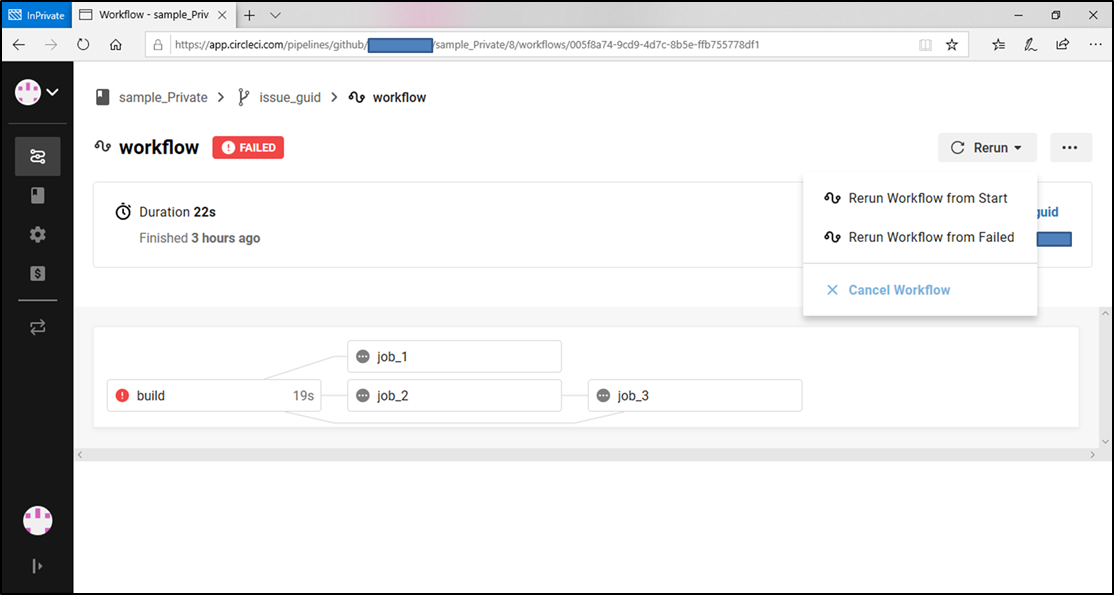 InPrivate
Workflow - sample_Priv
https://app.circleci.com/pipelines/github/ /sample_Private/8/workflows/005f8a74-9cd9-4d7c-8b5e-ffb755778df1
sample_Private > issue_guid > workflow
workflow FAILED
Rerun
Duration 22s
Finished 3 hours ago
Rerun Workflow from Start
guid
Rerun Workflow from Failed
Cancel Workflow
job_1
build 19s
job_2
job_3